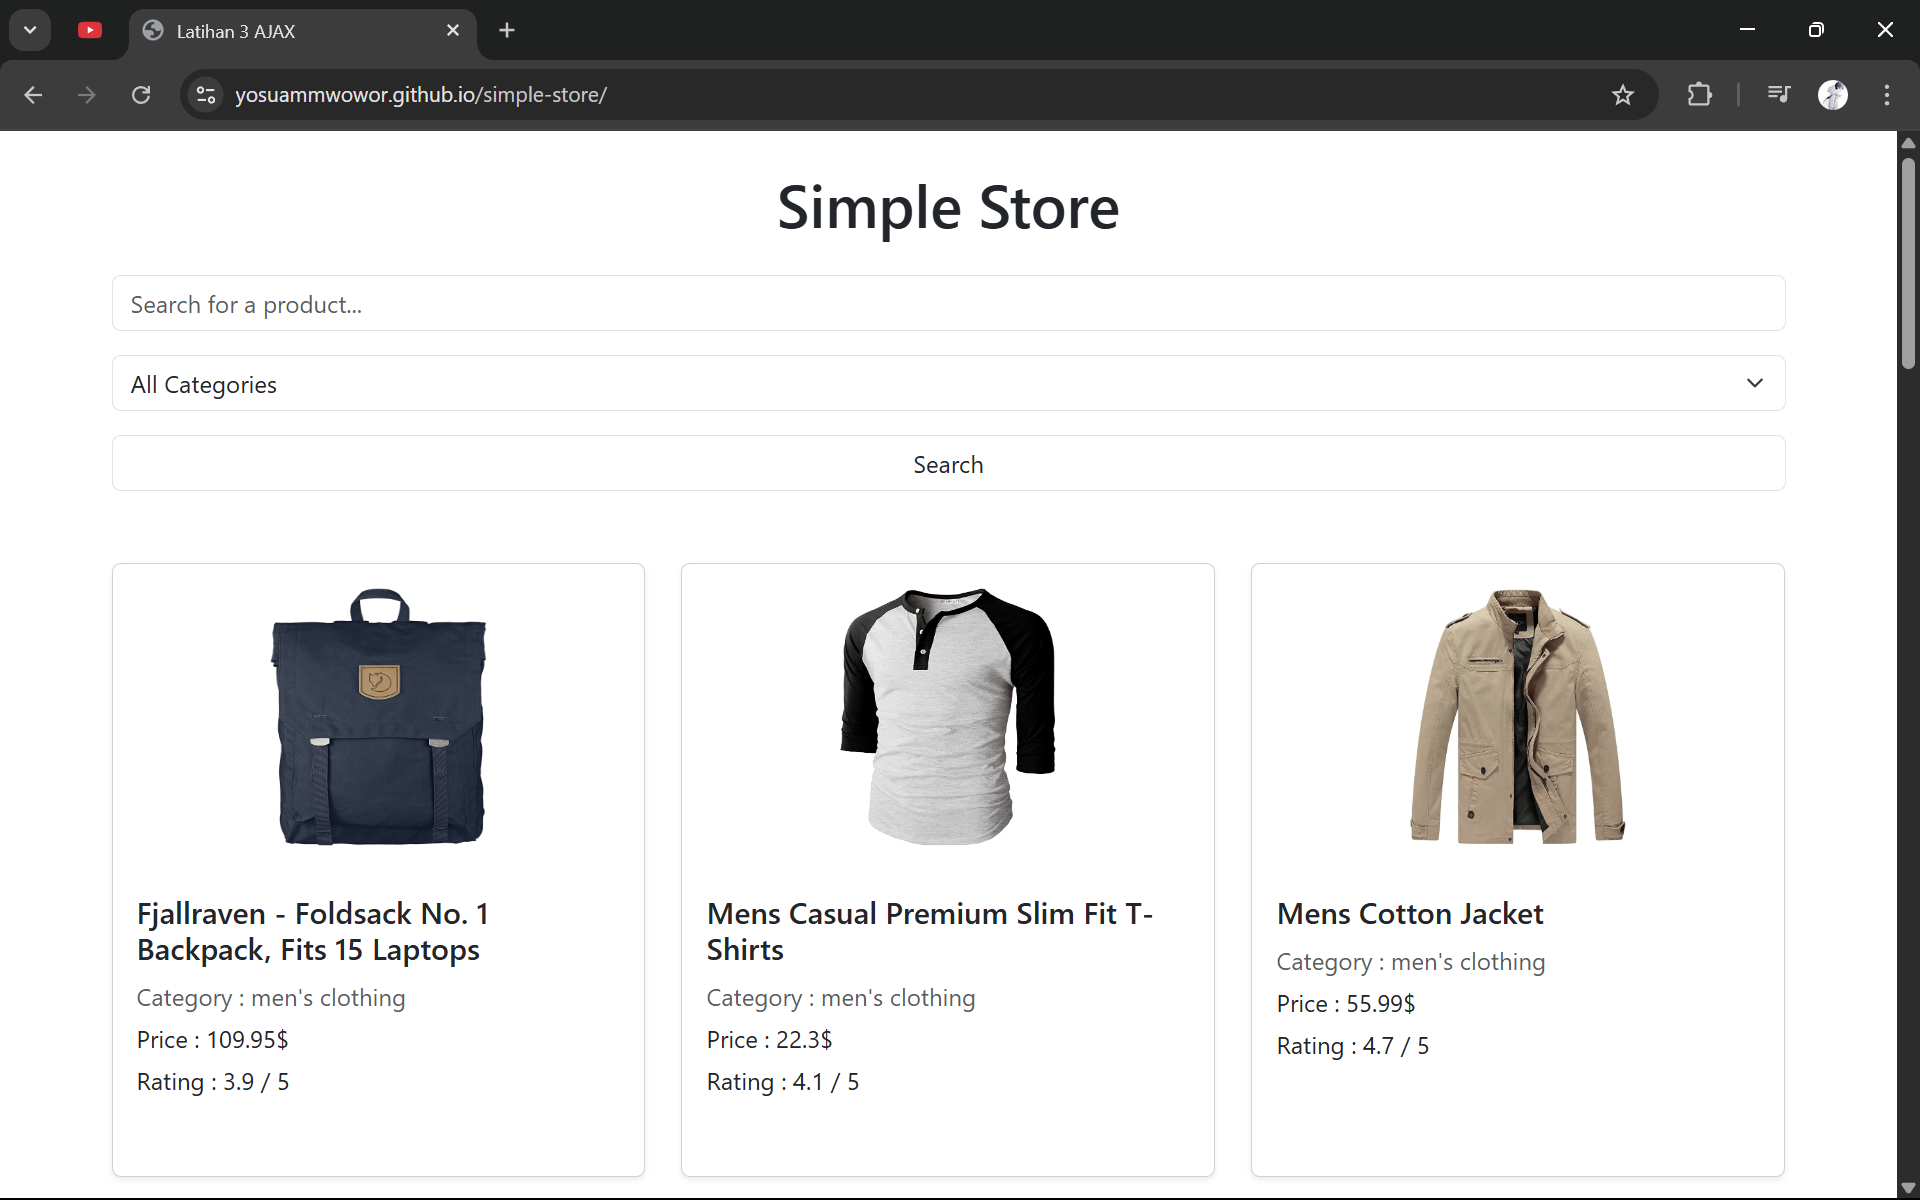 Latihan 3 AJAX
yosuammwowor.github.io/simple-store/
Simple Store
Search for a product...
All Categories
Search
Fjallraven - Foldsack No. 1
Backpack, Fits 15 Laptops
Category : men's clothing
Price : 109.95$
Rating : 3.9 / 5
Mens Casual Premium Slim Fit T-
Shirts
Category : men's clothing
Price : 22.3$
Rating : 4.1 / 5
Mens Cotton Jacket
Category : men's clothing
Price : 55.99$
Rating : 4.7 / 5